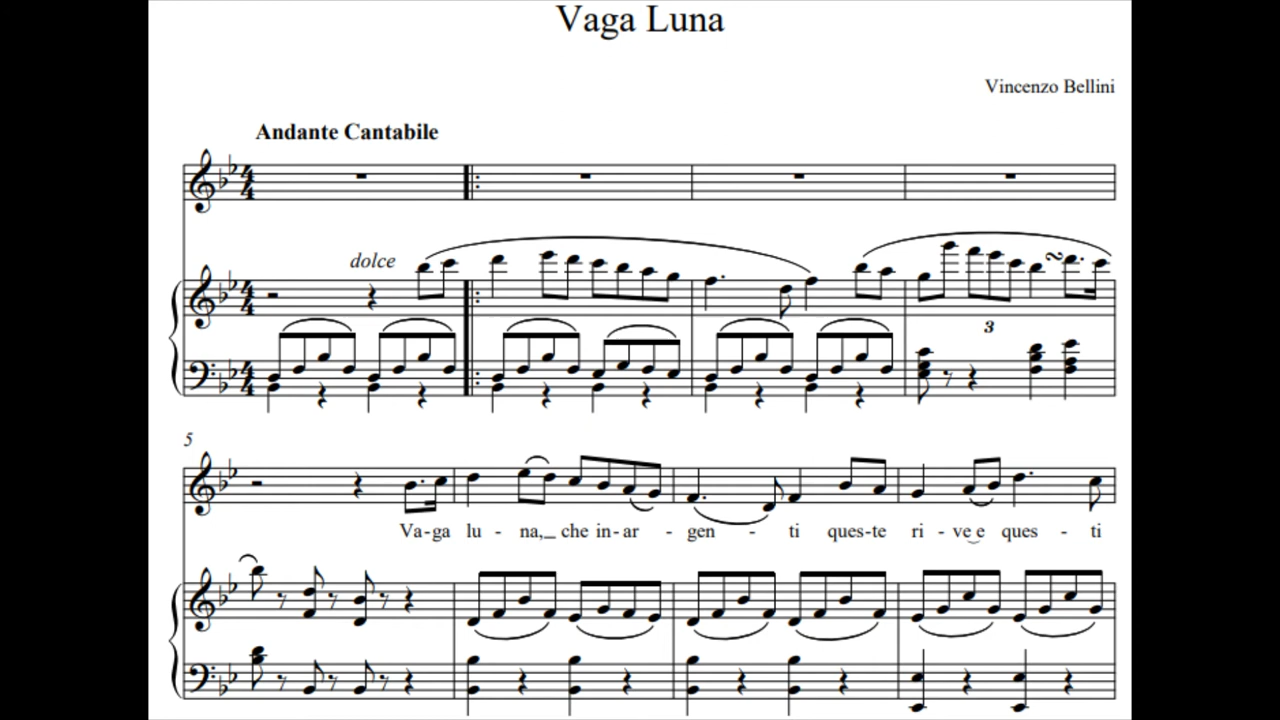 Vaga Luna
Vincenzo Bellini
Andante Cantabile
dolce
3
5
Va-ga lu - na,_ che in-ar - gen - ti ques-te ri - ve e ques - ti